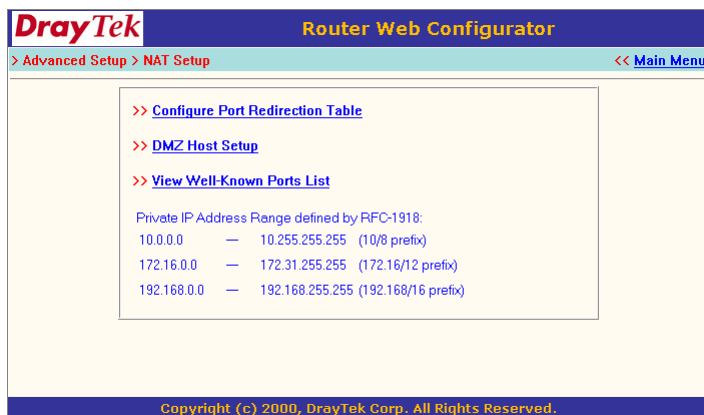 DrayTek Router Web Configurator
> Advanced Setup > NAT Setup << Main Menu
>> Configure Port Redirection Table
>> DMZ Host Setup
>> View Well-Known Ports List
Private IP Address Range defined by RFC-1918:
10.0.0.0 — 10.255.255.255 (10/8 prefix)
172.16.0.0 — 172.31.255.255 (172.16/12 prefix)
192.168.0.0 — 192.168.255.255 (192.168/16 prefix)
Copyright (c) 2000, DrayTek Corp. All Rights Reserved.